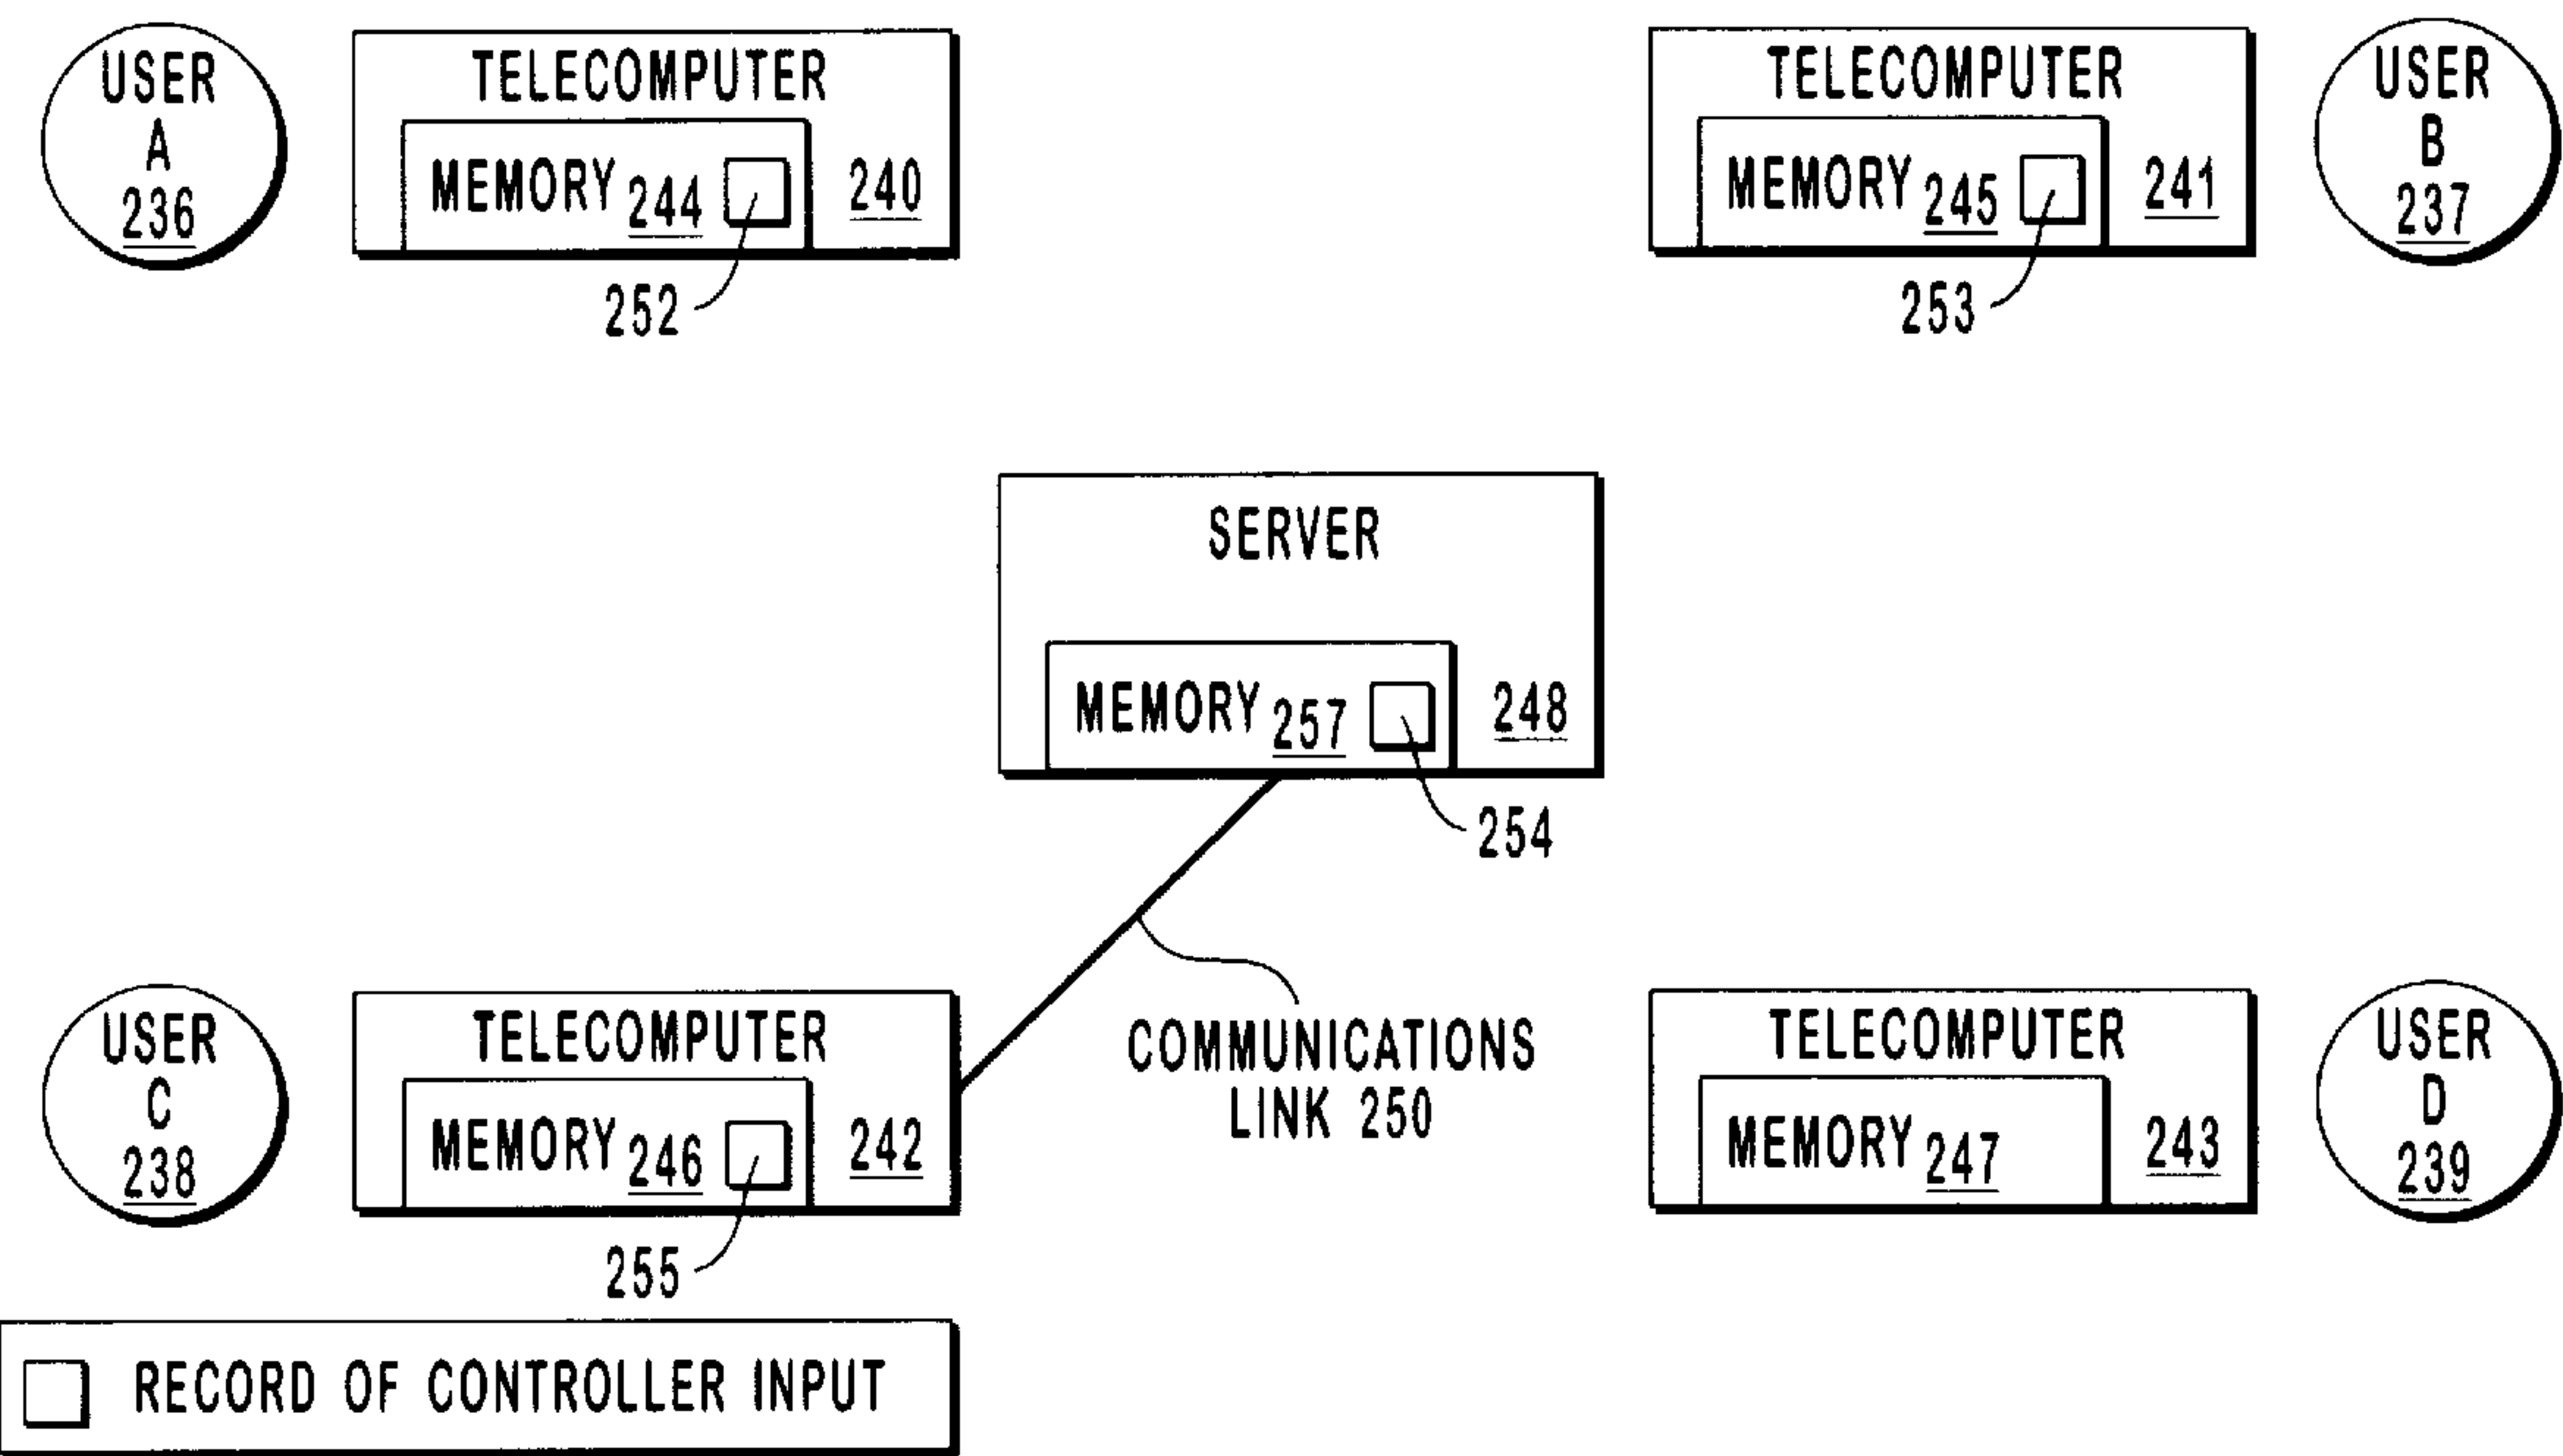 USER
A
236
TELECOMPUTER
MEMORY 244
240
252
TELECOMPUTER
MEMORY 245
241
253
USER
B
237
SERVER
MEMORY 257
248
254
COMMUNICATIONS
LINK 250
USER
C
238
TELECOMPUTER
MEMORY 246
242
255
TELECOMPUTER
MEMORY 247
243
USER
D
239
RECORD OF CONTROLLER INPUT